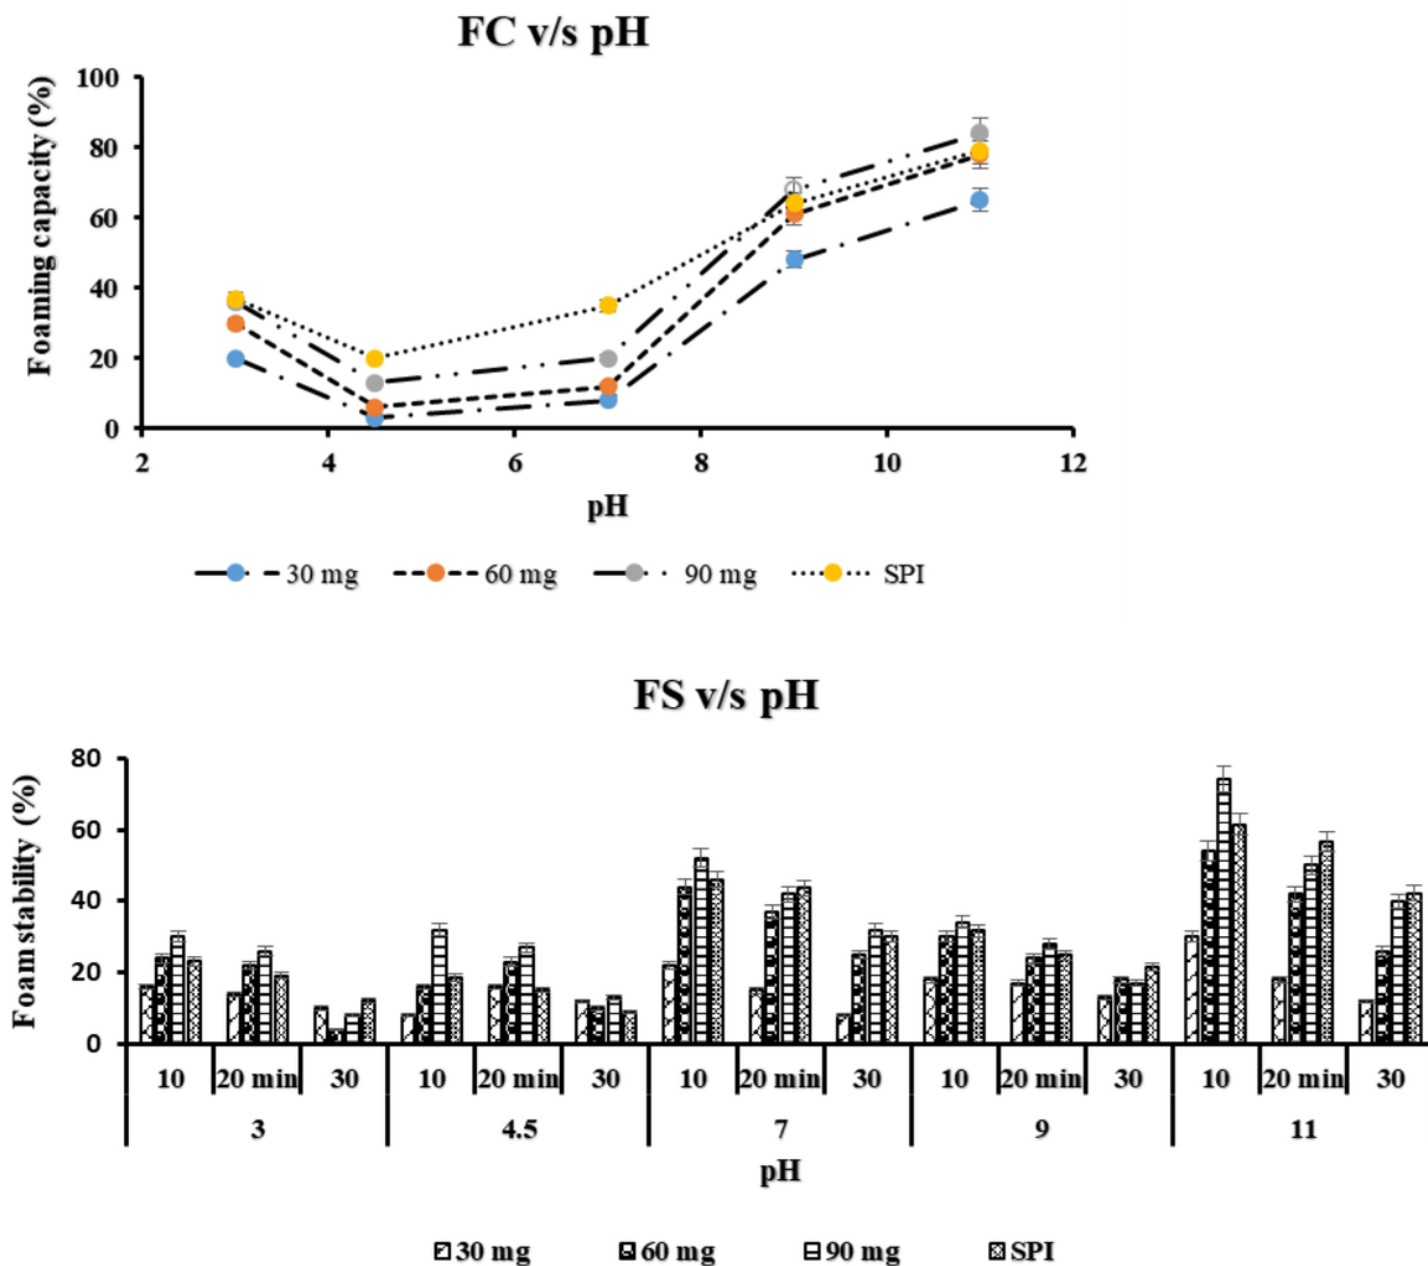 FC v/s pH
Foaming capacity (%)
100
80
60
40
20
0
2 4 6 8 10 12
pH
30 mg 60 mg 90 mg SPI
FS v/s pH
Foam stability (%)
80
60
40
20
0
10 20 min 30 10 20 min 30 10 20 min 30 10 20 min 30 10 20 min 30
3 4.5 7 9 11
pH
30 mg 60 mg 90 mg SPI